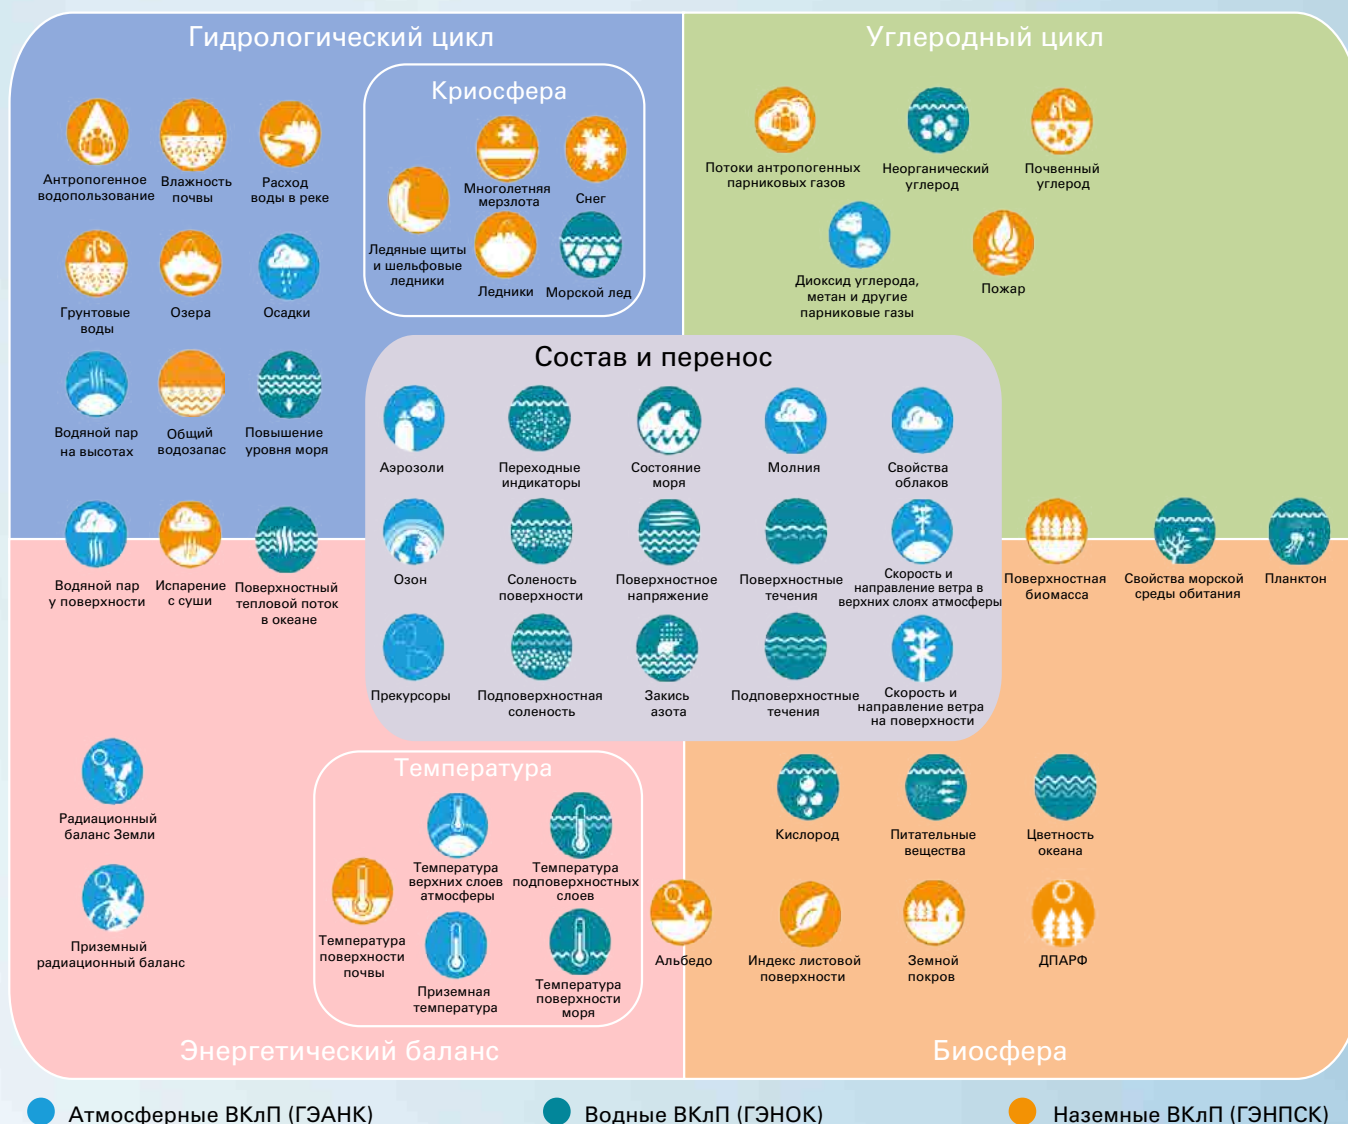 Гидрологический цикл
Углеродный цикл
Криосфера
Антропогенное
водопользование
Влажность
почвы
Расход
воды в реке
Многолетняя
мерзлота
Снег
Ледяные щиты
и шельфовые
ледники
Ледники
Морской лед
Грунтовые
воды
Озера
Осадки
Водяной пар
на высотах
Общий
водозапас
Повышение
уровня моря
Потоки антропогенных
парниковых газов
Неорганический
углерод
Почвенный
углерод
Диоксид углерода,
метан и другие
парниковые газы
Пожар
Состав и перенос
Аэрозоли
Переходные
индикаторы
Состояние
моря
Молния
Свойства
облаков
Озон
Соленость
поверхности
Поверхностное
напряжение
Поверхностные
течения
Скорость и
направление ветра в
верхних слоях атмосферы
Прекурсоры
Подповерхностная
соленость
Закись
азота
Подповерхностные
течения
Скорость и
направление ветра
на поверхности
Водяной пар
у поверхности
Испарение
с суши
Поверхностный
тепловой поток
в океане
Поверхностная
биомасса
Свойства морской
среды обитания
Планктон
Радиационный
баланс Земли
Приземный
радиационный баланс
Температура
Температура
верхних слоев
атмосферы
Температура
подповерхностных
слоев
Температура
поверхности
почвы
Приземная
температура
Температура
поверхности
моря
Кислород
Питательные
вещества
Цветность
океана
Альбедо
Индекс листовой
поверхности
Земной
покров
ДПАРФ
Энергетический баланс
Биосфера
Атмосферные ВКлП (ГЭАНК)
Водные ВКлП (ГЭНОК)
Наземные ВКлП (ГЭНПСК)